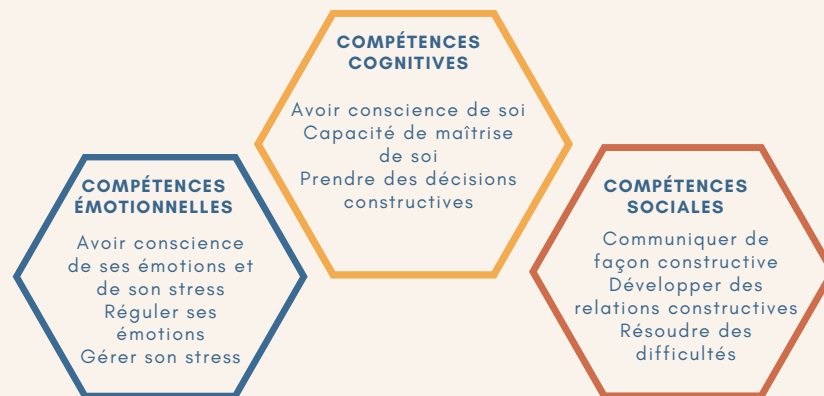 COMPÉTENCES
COGNITIVES
Avoir conscience de soi
Capacité de maîtrise
de soi
Prendre des décisions
constructives
COMPÉTENCES
ÉMOTIONNELLES
Avoir conscience
de ses émotions et
de son stress
Réguler ses
émotions
Gérer son stress
COMPÉTENCES
SOCIALES
Communiquer de
façon constructive
Développer des
relations constructives
Résoudre des
difficultés